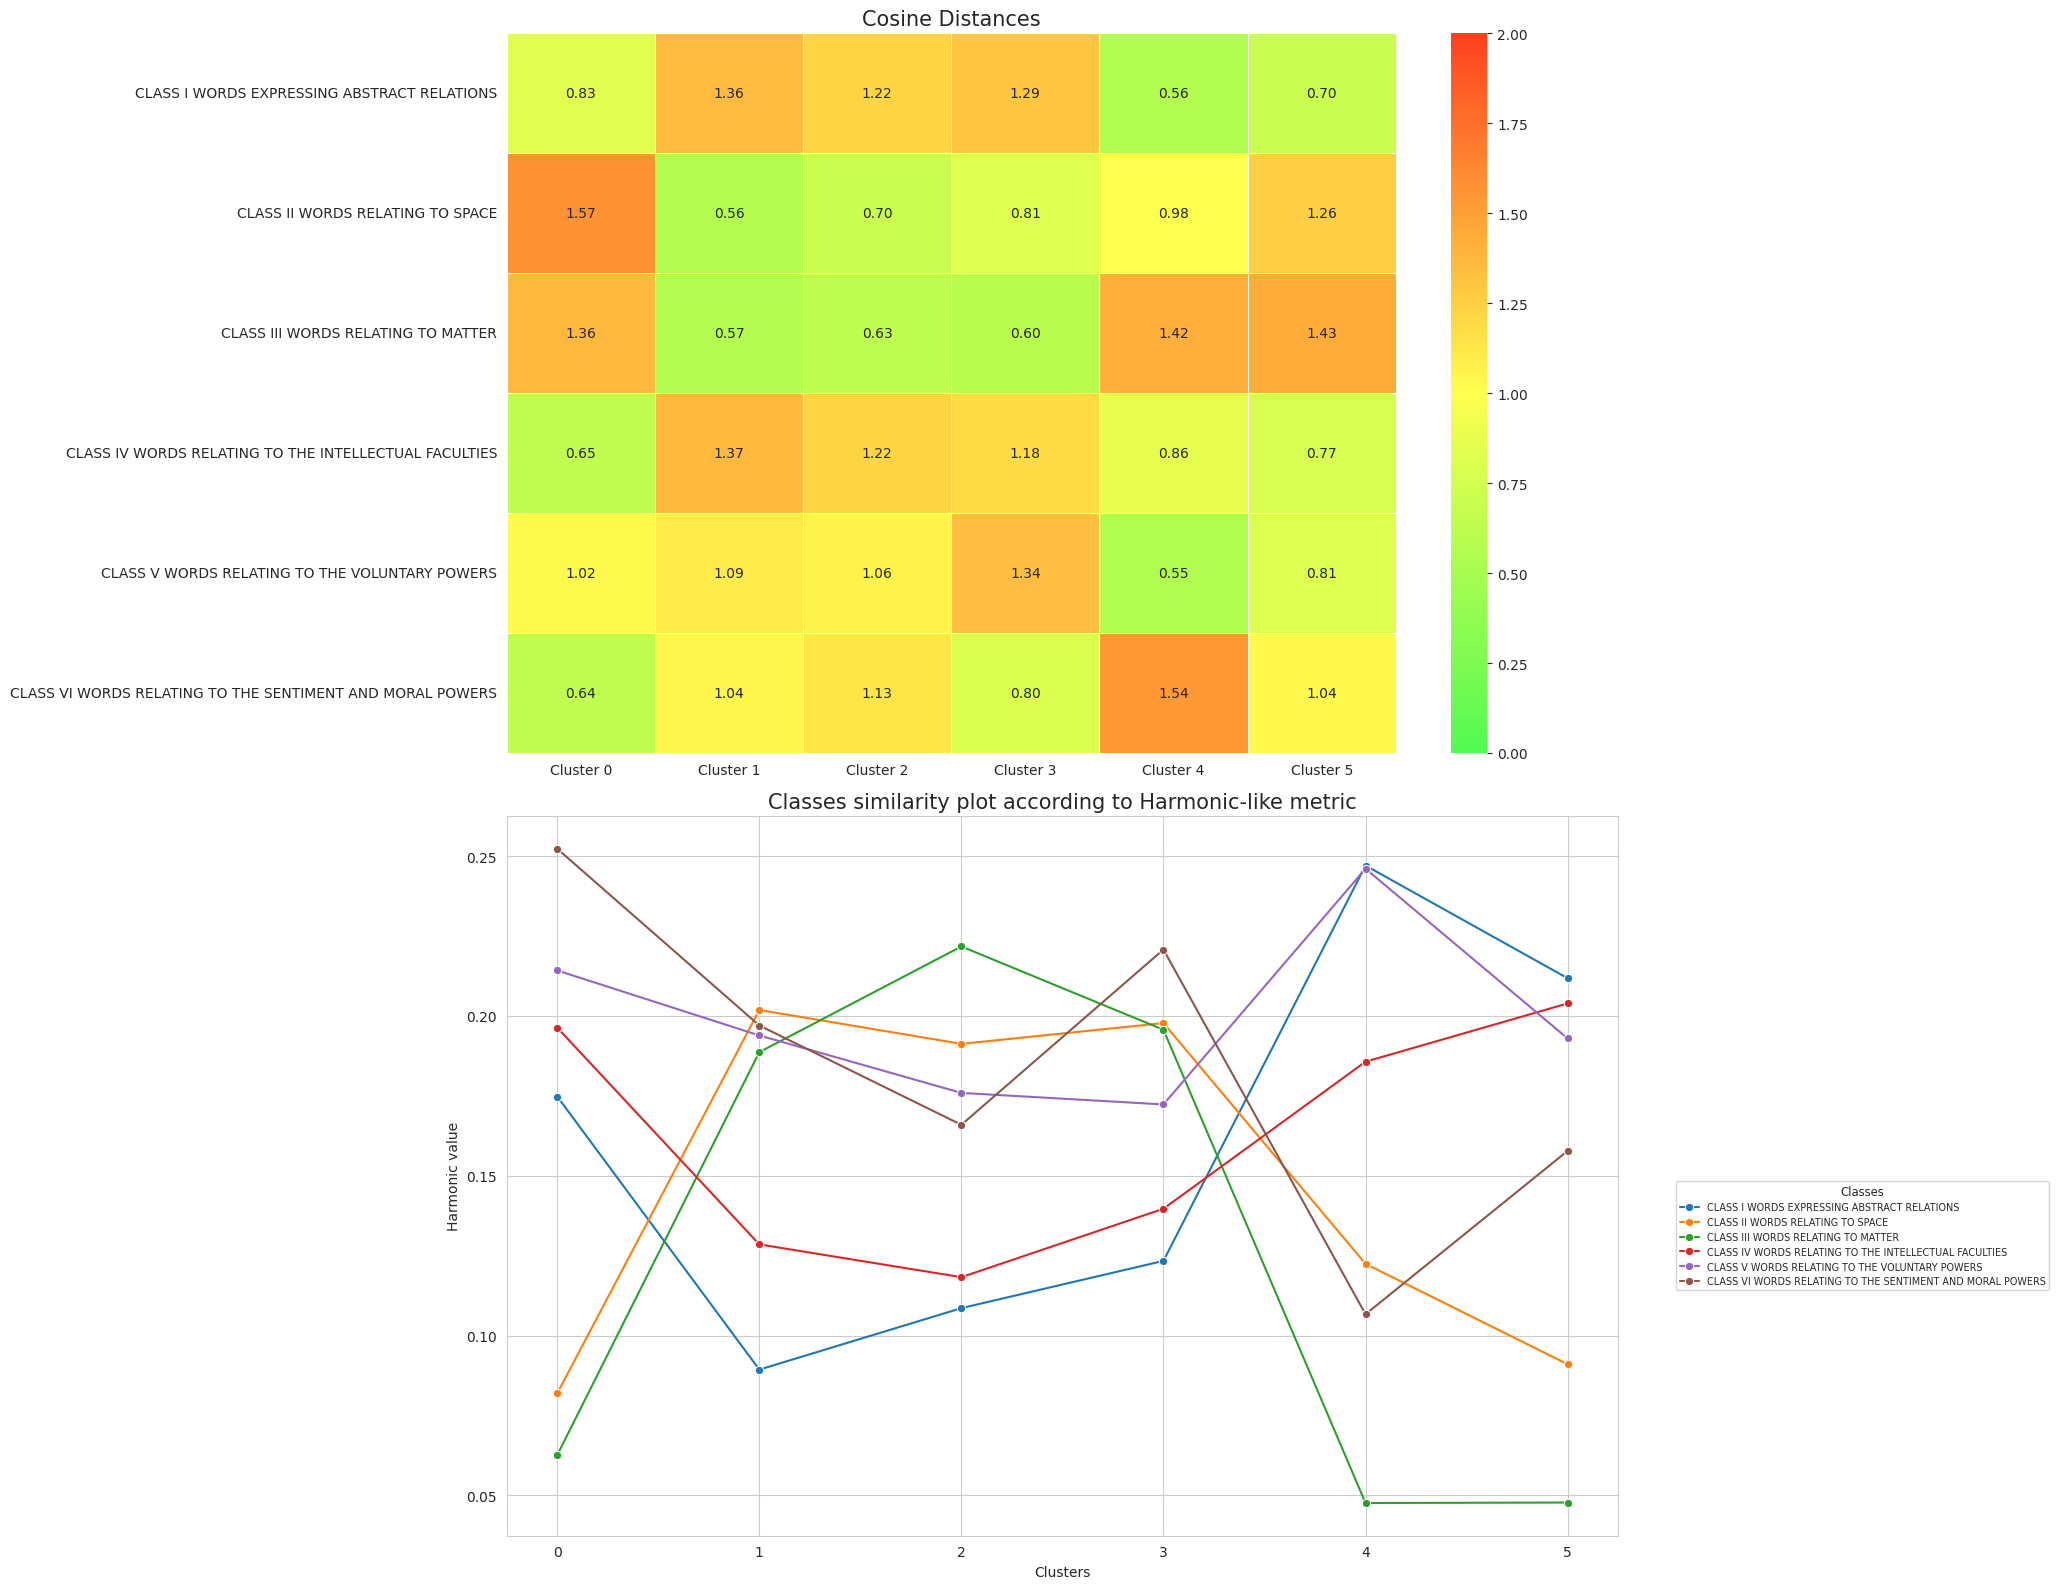 Cosine Distances
CLASS I WORDS EXPRESSING ABSTRACT RELATIONS 0.83 1.36 1.22 1.29 0.56 0.70
CLASS II WORDS RELATING TO SPACE 1.57 0.56 0.70 0.81 0.98 1.26
CLASS III WORDS RELATING TO MATTER 1.36 0.57 0.63 0.60 1.42 1.43
CLASS IV WORDS RELATING TO THE INTELLECTUAL FACULTIES 0.65 1.37 1.22 1.18 0.86 0.77
CLASS V WORDS RELATING TO THE VOLUNTARY POWERS 1.02 1.09 1.06 1.34 0.55 0.81
CLASS VI WORDS RELATING TO THE SENTIMENT AND MORAL POWERS 0.64 1.04 1.13 0.80 1.54 1.04
Cluster 0 Cluster 1 Cluster 2 Cluster 3 Cluster 4 Cluster 5
2.00
1.75
1.50
1.25
1.00
0.75
0.50
0.25
0.00
Classes similarity plot according to Harmonic-like metric
Harmonic value
0.25
0.20
0.15
0.10
0.05
0 1 2 3 4 5
Clusters
Classes
CLASS I WORDS EXPRESSING ABSTRACT RELATIONS
CLASS II WORDS RELATING TO SPACE
CLASS III WORDS RELATING TO MATTER
CLASS IV WORDS RELATING TO THE INTELLECTUAL FACULTIES
CLASS V WORDS RELATING TO THE VOLUNTARY POWERS
CLASS VI WORDS RELATING TO THE SENTIMENT AND MORAL POWERS